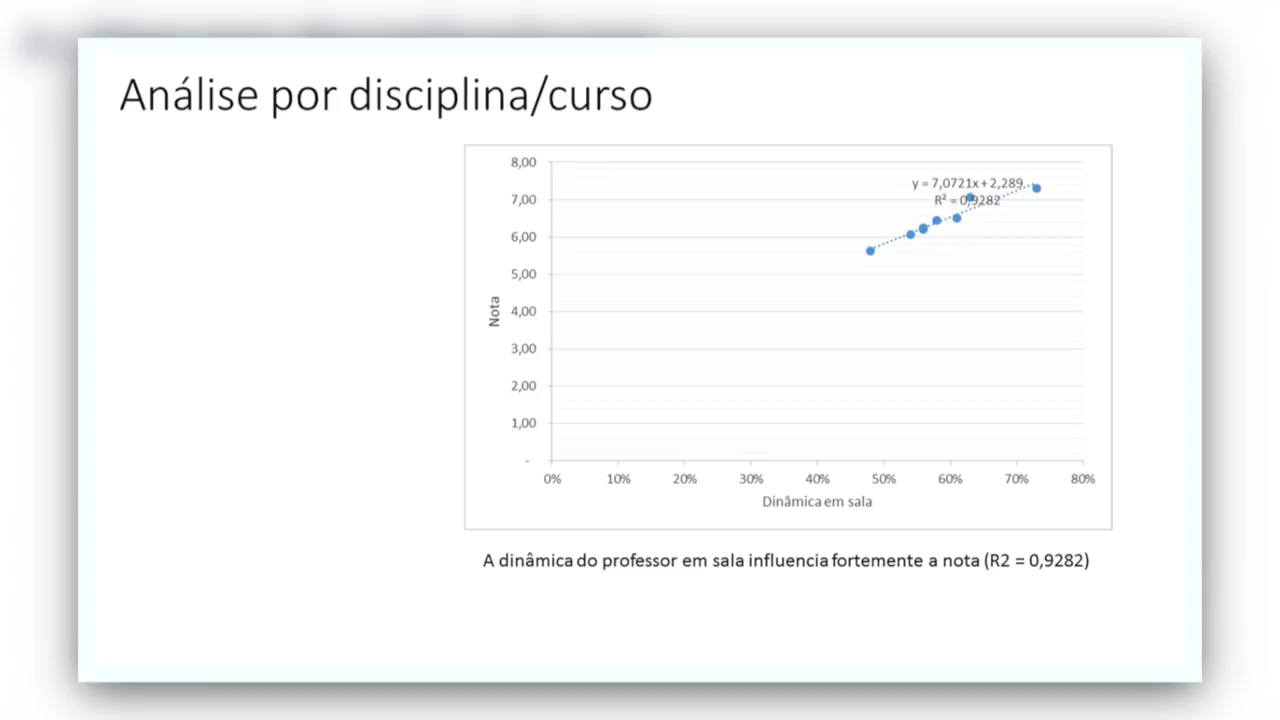 Análise por disciplina/curso
8,00
y = 7,0721x + 2,289
7,00
R² = 0,9282
6,00
5,00
Nota
4,00
3,00
2,00
1,00
-
0% 10% 20% 30% 40% 50% 60% 70% 80%
Dinâmica em sala
A dinâmica do professor em sala influencia fortemente a nota (R2 = 0,9282)